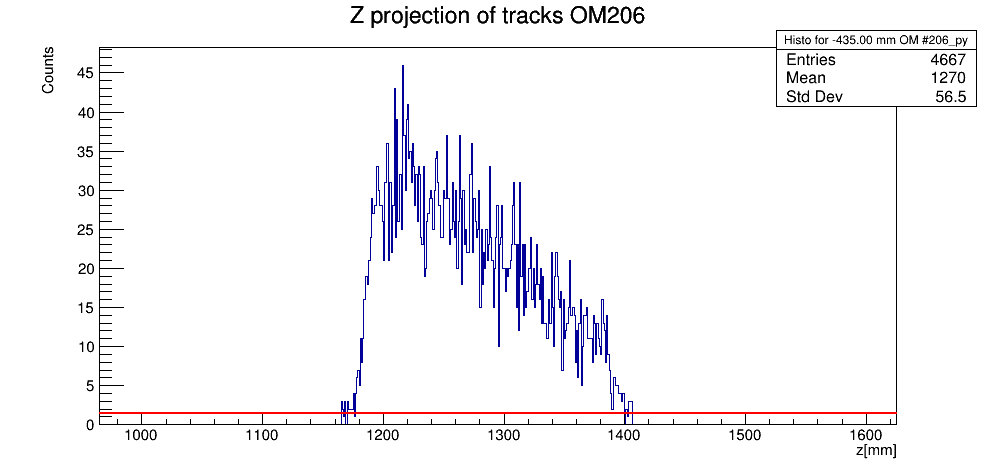 Z projection of tracks OM206
Histo for -435.00 mm OM #206_py
Entries 4667
Mean 1270
Std Dev 56.5
Counts
45
40
35
30
25
20
15
10
5
0
1000 1100 1200 1300 1400 1500 1600
z[mm]